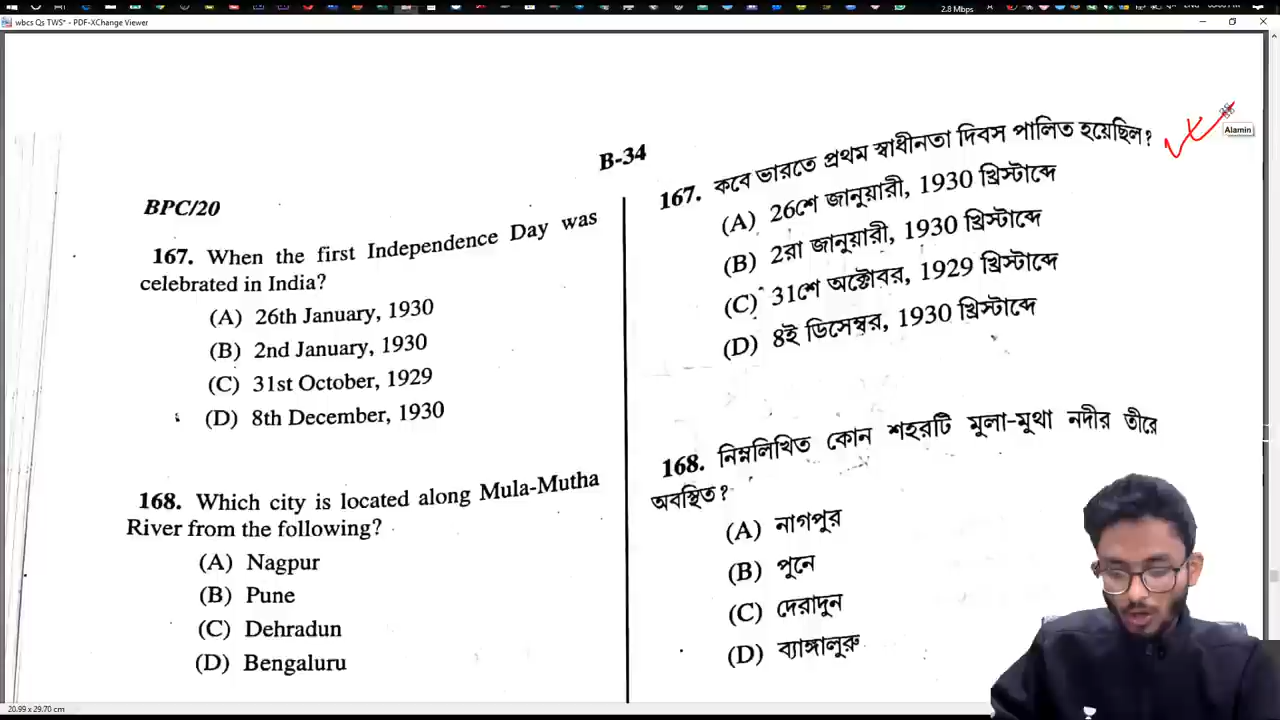 wbcs Qs TWS* - PDF-XChange Viewer
2.8 Mbps
B-34
BPC/20
167. When the first Independence Day was
celebrated in India?
(A) 26th January, 1930
(B) 2nd January, 1930
(C) 31st October, 1929
(D) 8th December, 1930
168. Which city is located along Mula-Mutha
River from the following?
(A) Nagpur
(B) Pune
(C) Dehradun
(D) Bengaluru
167. কবে ভারতে প্রথম স্বাধীনতা দিবস পালিত হয়েছিল?
(A) 26শে জানুয়ারী, 1930 খ্রিস্টাব্দে
(B) 2রা জানুয়ারী, 1930 খ্রিস্টাব্দে
(C) 31শে অক্টোবর, 1929 খ্রিস্টাব্দে
(D) 8ই ডিসেম্বর, 1930 খ্রিস্টাব্দে
168. নিম্নলিখিত কোন শহরটি মুলা-মুথা নদীর তীরে
অবস্থিত?
(A) নাগপুর
(B) পুনে
(C) দেরাদুন
(D) ব্যাঙ্গালুরু
Alamin
20.99 x 29.70 cm